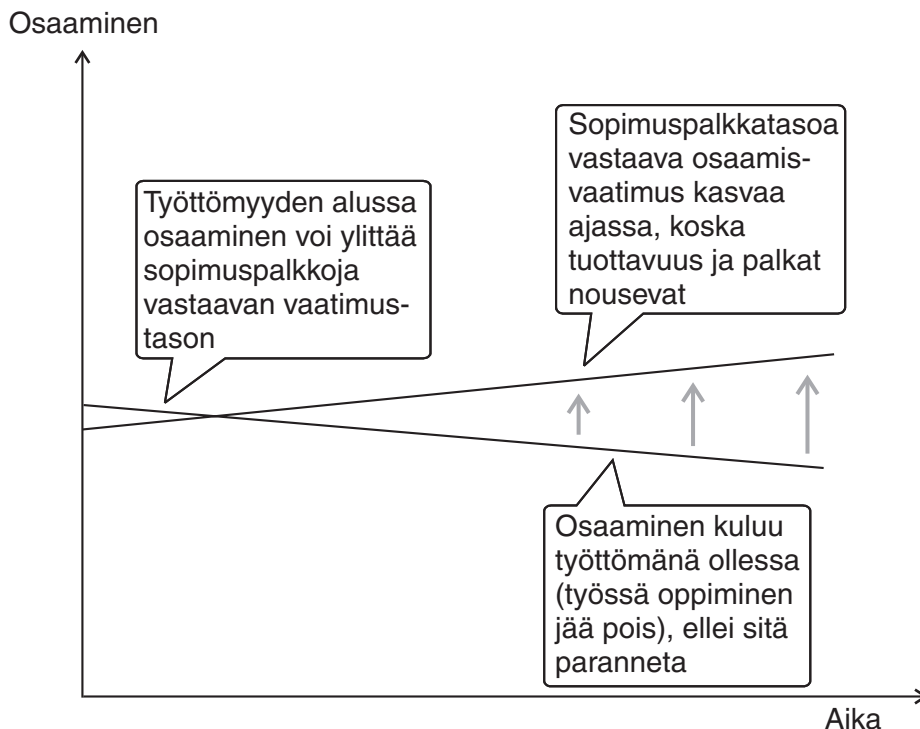 Osaaminen
Työttömyyden alussa
osaaminen voi ylittää
sopimuspalkkoja
vastaavan vaatimus-
tason
Sopimuspalkkatasoa
vastaava osaamis-
vaatimus kasvaa
ajassa, koska
tuottavuus ja palkat
nousevat
Osaaminen kuluu
työttömänä ollessa
(työssä oppiminen
jää pois), ellei sitä
paranneta
Aika